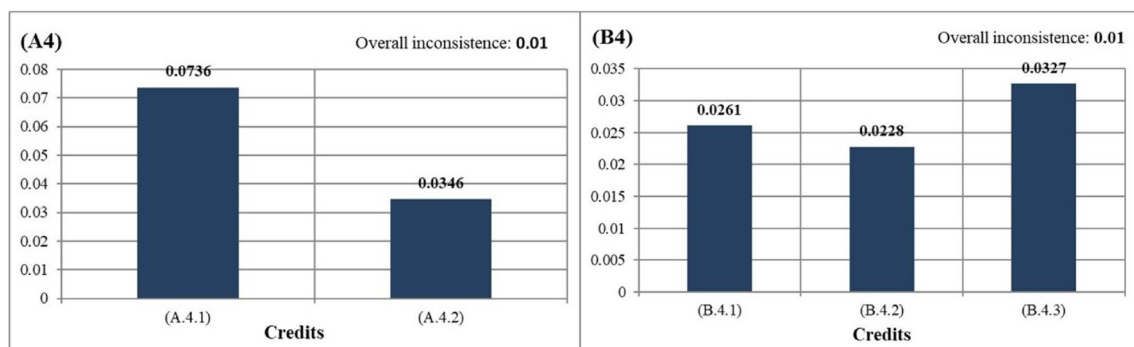 (A4)
Overall inconsistence: 0.01
0.08
0.07
0.06
0.05
0.04
0.03
0.02
0.01
0
0.0736
0.0346
(A.4.1)
(A.4.2)
Credits
(B4)
Overall inconsistence: 0.01
0.035
0.03
0.025
0.02
0.015
0.01
0.005
0
0.0261
0.0228
0.0327
(B.4.1)
(B.4.2)
(B.4.3)
Credits